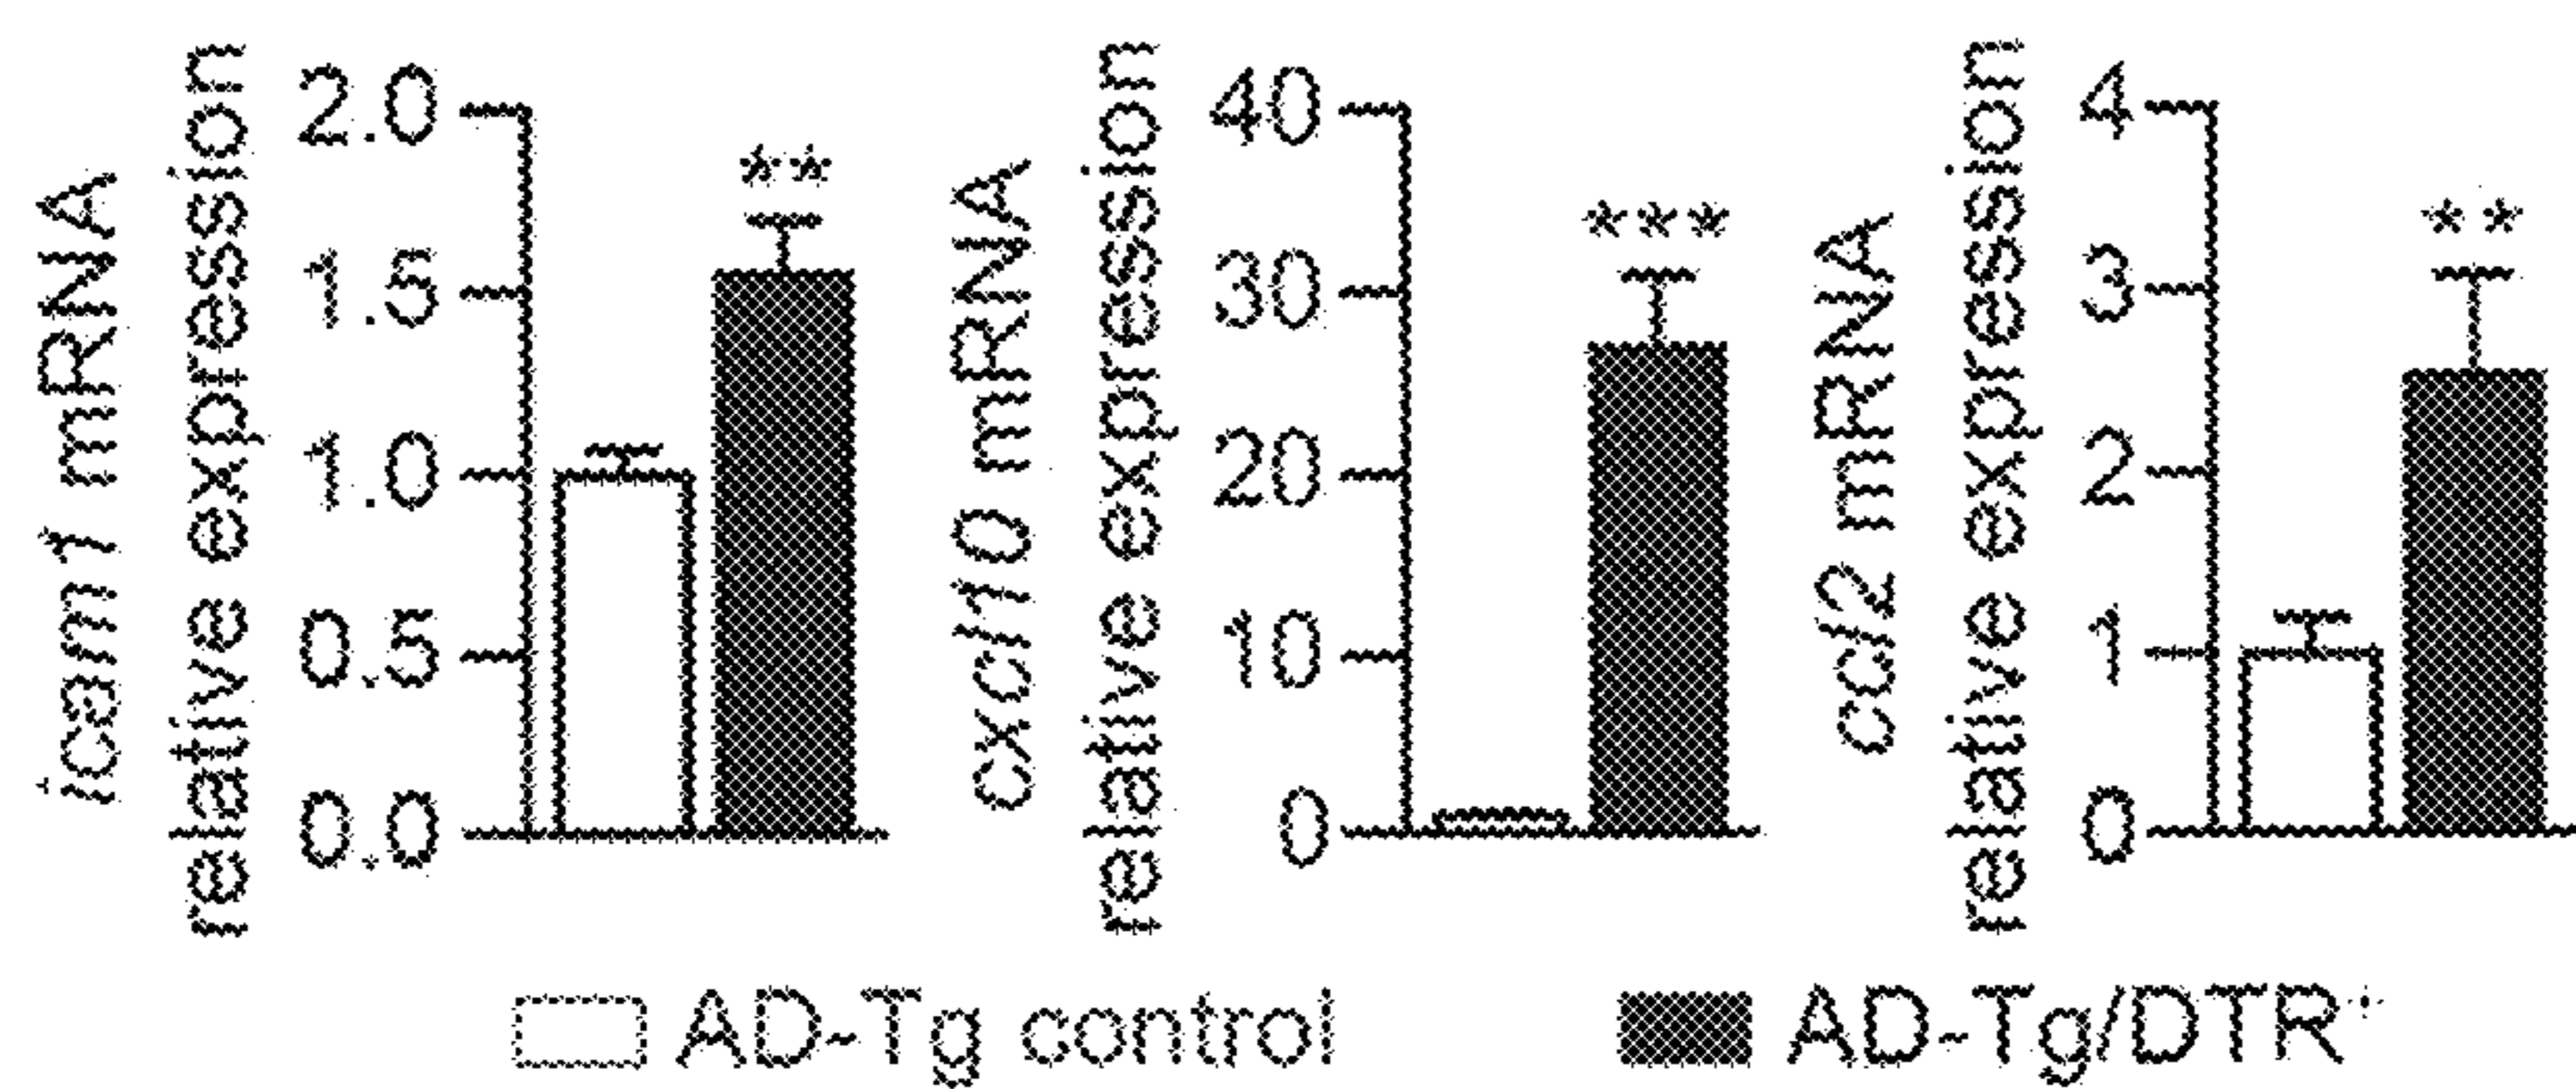 icam1 mRNA
relative expression
2.0
1.5
1.0
0.5
0.0
**
cxcl10 mRNA
relative expression
40
30
20
10
0
***
ccl2 mRNA
relative expression
4
3
2
1
0
**
AD-Tg control
AD-Tg/DTR+